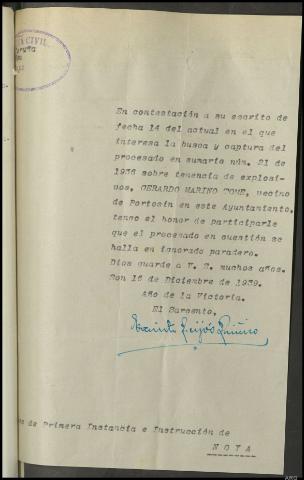 A CIVIL
En contestación a su escrito de
fecha 14 del actual en el que
interesa la busca y captura del
procesado en sumario núm. 21 de
1936 sobre tenencia de explosi-
vos, GERARDO MARIÑO TOME, vecino
de Portosin en este Ayuntamiento,
tengo el honor de participarle
que el procesado en cuestión se
halla en ignorado paradero.
Dios guarde a V. S. muchos años.
Son 16 de Diciembre de 1939.
Año de la Victoria.
El Sargento,
de Primera Instancia e Instrucción de
NOYA